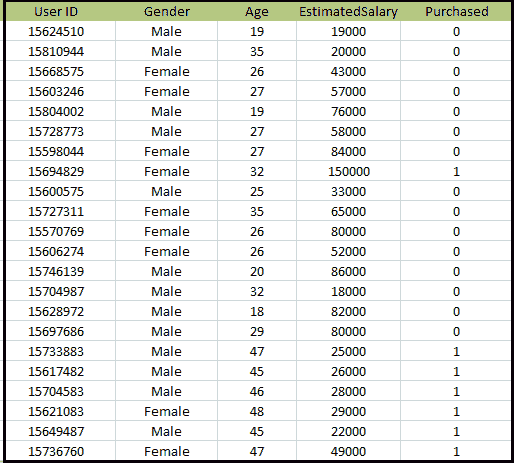 User ID Gender Age EstimatedSalary Purchased
15624510 Male 19 19000 0
15810944 Male 35 20000 0
15668575 Female 26 43000 0
15603246 Female 27 57000 0
15804002 Male 19 76000 0
15728773 Male 27 58000 0
15598044 Female 27 84000 0
15694829 Female 32 150000 1
15600575 Male 25 33000 0
15727311 Female 35 65000 0
15570769 Female 26 80000 0
15606274 Female 26 52000 0
15746139 Male 20 86000 0
15704987 Male 32 18000 0
15628972 Male 18 82000 0
15697686 Male 29 80000 0
15733883 Male 47 25000 1
15617482 Male 45 26000 1
15704583 Male 46 28000 1
15621083 Female 48 29000 1
15649487 Male 45 22000 1
15736760 Female 47 49000 1